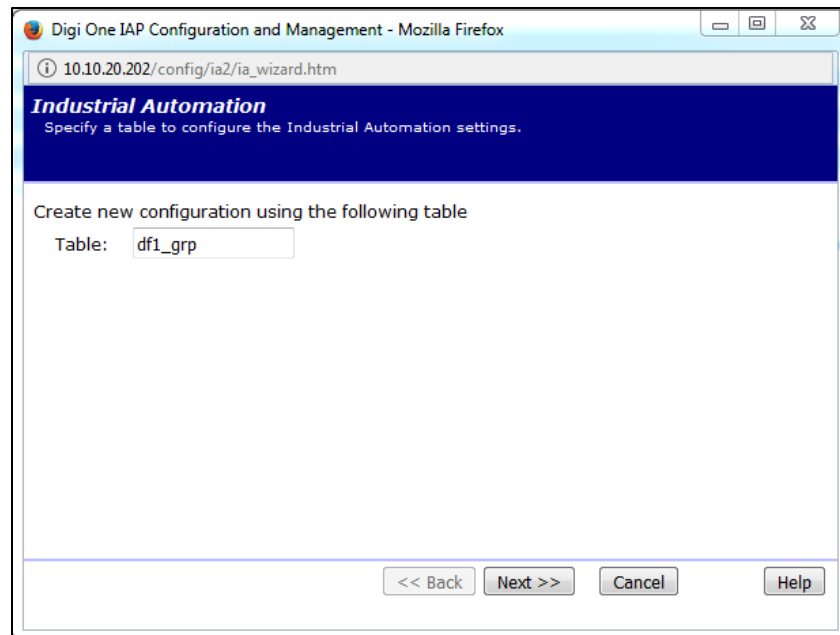 Digi One IAP Configuration and Management - Mozilla Firefox
10.10.20.202/config/ia2/ia_wizard.htm
Industrial Automation
Specify a table to configure the Industrial Automation settings.
Create new configuration using the following table
Table: df1_grp
<< Back Next >> Cancel Help